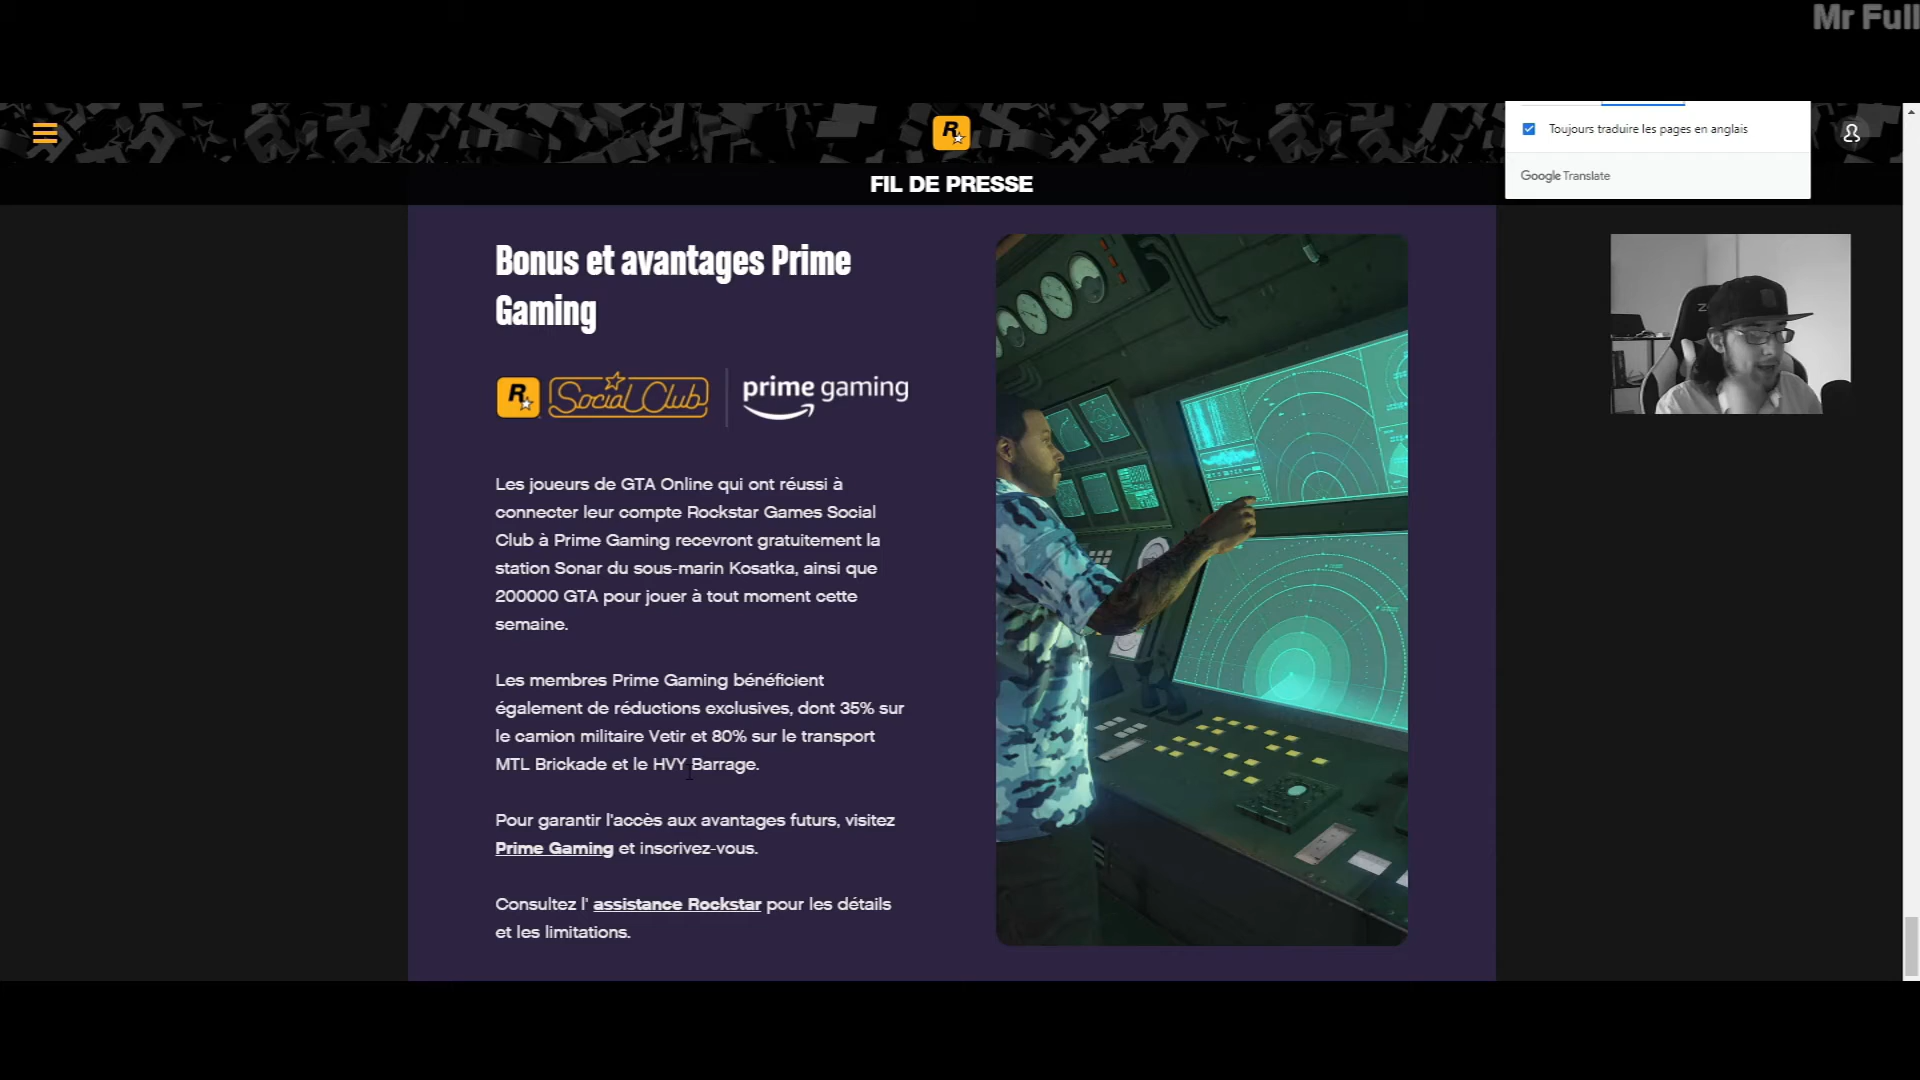 Mr Full
Toujours traduire les pages en anglais
Google Translate
FIL DE PRESSE
Bonus et avantages Prime
Gaming
R
Social Club
prime gaming
Les joueurs de GTA Online qui ont réussi à
connecter leur compte Rockstar Games Social
Club à Prime Gaming recevront gratuitement la
station Sonar du sous-marin Kosatka, ainsi que
200000 GTA pour jouer à tout moment cette
semaine.
Les membres Prime Gaming bénéficient
également de réductions exclusives, dont 35% sur
le camion militaire Vetir et 80% sur le transport
MTL Brickade et le HVY Barrage.
Pour garantir l'accès aux avantages futurs, visitez
Prime Gaming et inscrivez-vous.
Consultez l' assistance Rockstar pour les détails
et les limitations.